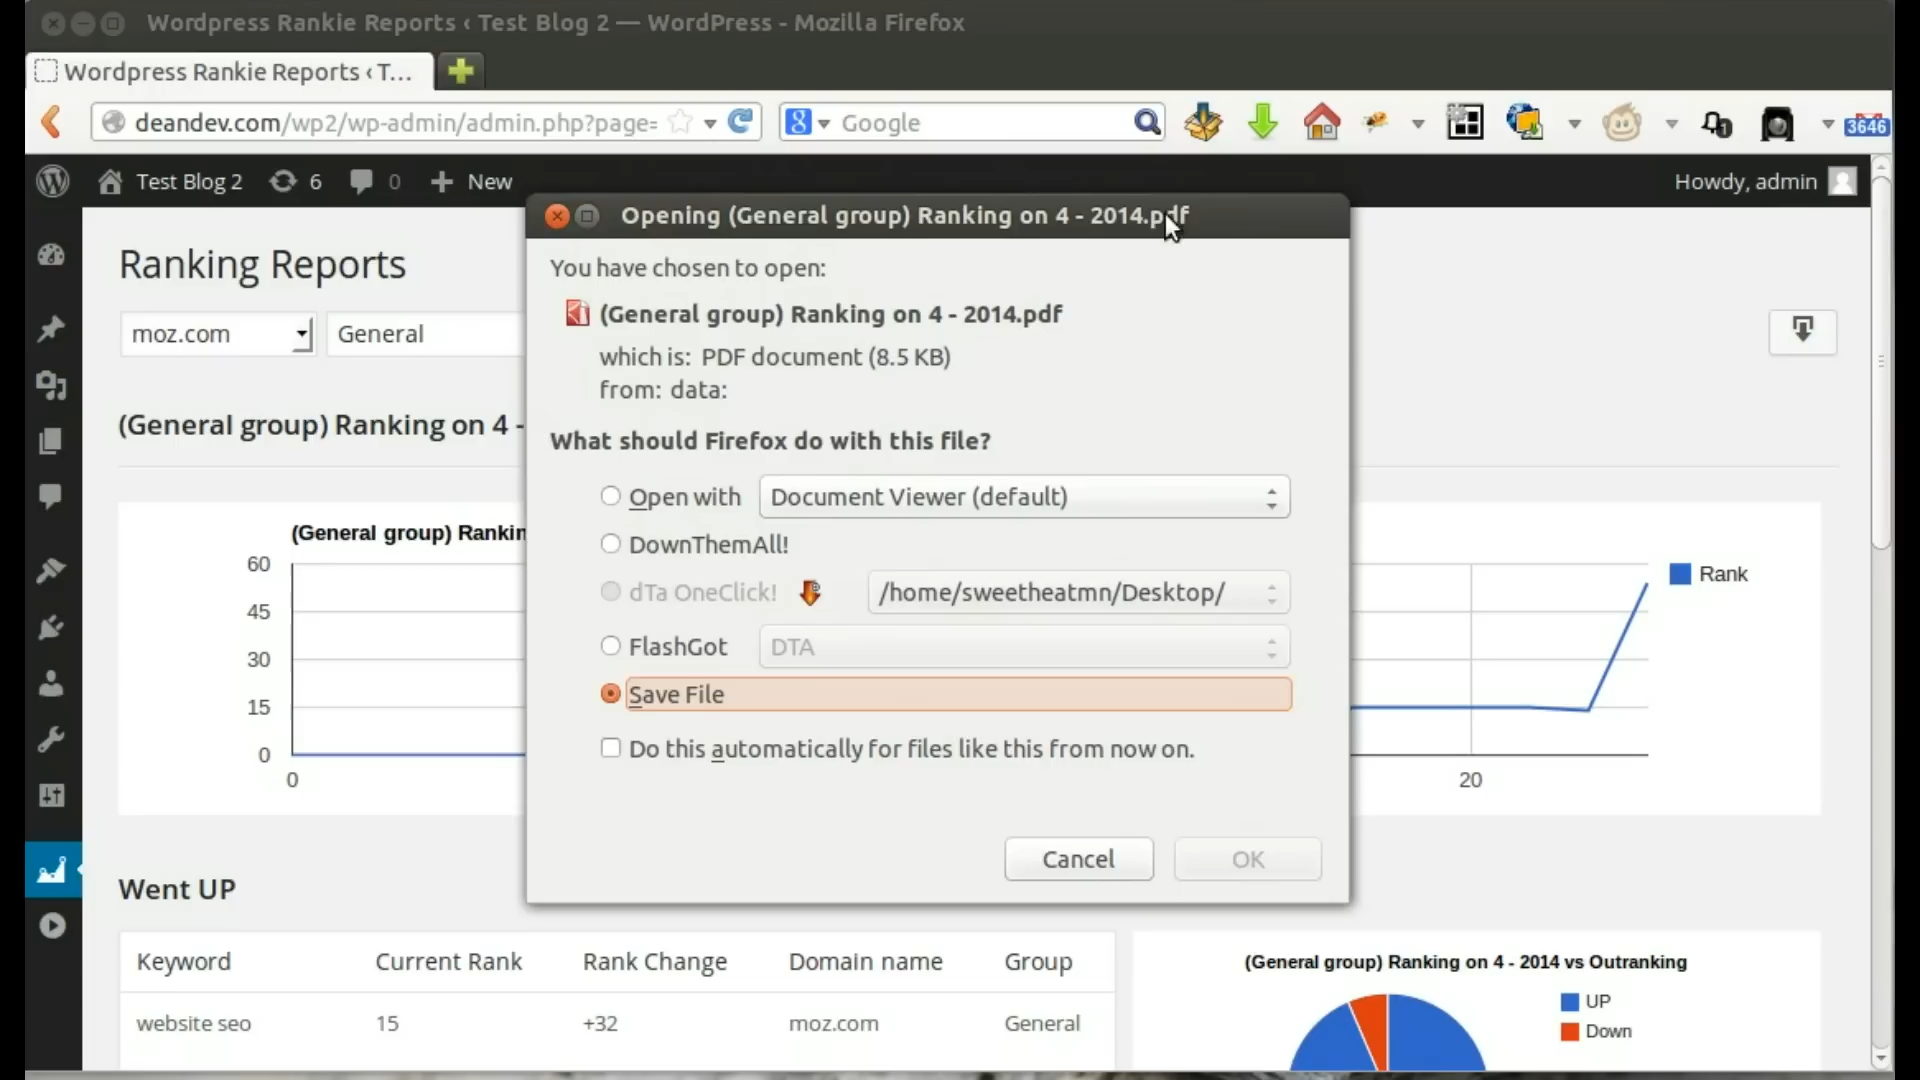 Wordpress Rankie Reports ‹ Test Blog 2 — WordPress - Mozilla Firefox
Wordpress Rankie Reports ‹ T...
deandev.com/wp2/wp-admin/admin.php?page=
Google
3646
Test Blog 2
6
0
New
Howdy, admin
Ranking Reports
moz.com
General
(General group) Ranking on 4 -
(General group) Rankin
60
45
30
15
0
0
20
Rank
Opening (General group) Ranking on 4 - 2014.pdf
You have chosen to open:
(General group) Ranking on 4 - 2014.pdf
which is: PDF document (8.5 KB)
from: data:
What should Firefox do with this file?
Open with Document Viewer (default)
DownThemAll!
dTa OneClick! /home/sweetheatmn/Desktop/
FlashGot DTA
Save File
Do this automatically for files like this from now on.
Cancel OK
Went UP
Keyword Current Rank Rank Change Domain name Group
website seo 15 +32 moz.com General
(General group) Ranking on 4 - 2014 vs Outranking
UP
Down